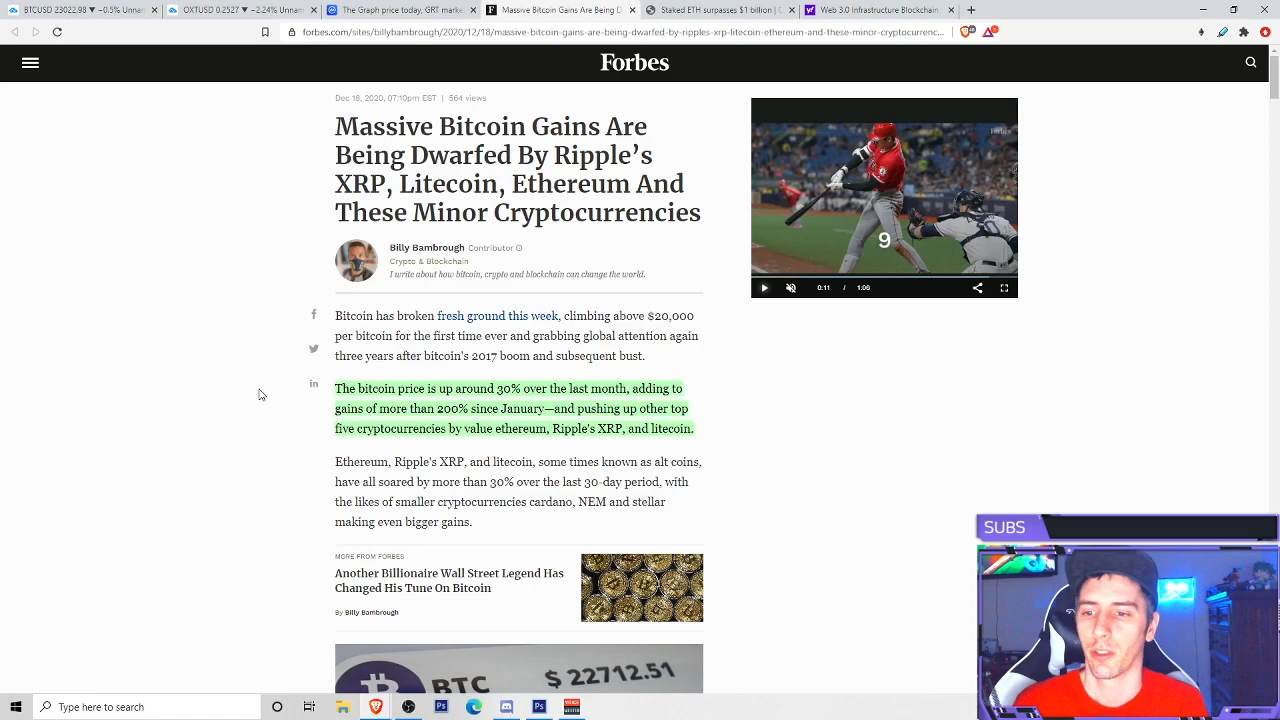 BTCUSD 23022.98 ▼ −0.5% Unnar
OXTUSD 0.2527 ▼ −2.24% Unnam
The Graph price today, GRT marke
Massive Bitcoin Gains Are Being D
Staked ETH surpasses $1 billion | C
Web 3.0 Infrastructure Blockchain
forbes.com/sites/billybambrough/2020/12/18/massive-bitcoin-gains-are-being-dwarfed-by-ripples-xrp-litecoin-ethereum-and-these-minor-cryptocurrenc...
Forbes
Dec 18, 2020, 07:10pm EST | 564 views
Massive Bitcoin Gains Are
Being Dwarfed By Ripple's
XRP, Litecoin, Ethereum And
These Minor Cryptocurrencies
Billy Bambrough Contributor
Crypto & Blockchain
I write about how bitcoin, crypto and blockchain can change the world.
Forbes
9
0:11 / 1:06
Bitcoin has broken fresh ground this week, climbing above $20,000
per bitcoin for the first time ever and grabbing global attention again
three years after bitcoin's 2017 boom and subsequent bust.
The bitcoin price is up around 30% over the last month, adding to
gains of more than 200% since January—and pushing up other top
five cryptocurrencies by value ethereum, Ripple's XRP, and litecoin.
Ethereum, Ripple's XRP, and litecoin, some times known as alt coins,
have all soared by more than 30% over the last 30-day period, with
the likes of smaller cryptocurrencies cardano, NEM and stellar
making even bigger gains.
MORE FROM FORBES
Another Billionaire Wall Street Legend Has
Changed His Tune On Bitcoin
By Billy Bambrough
BTC
$ 22712.51
SUBS
Type here to search